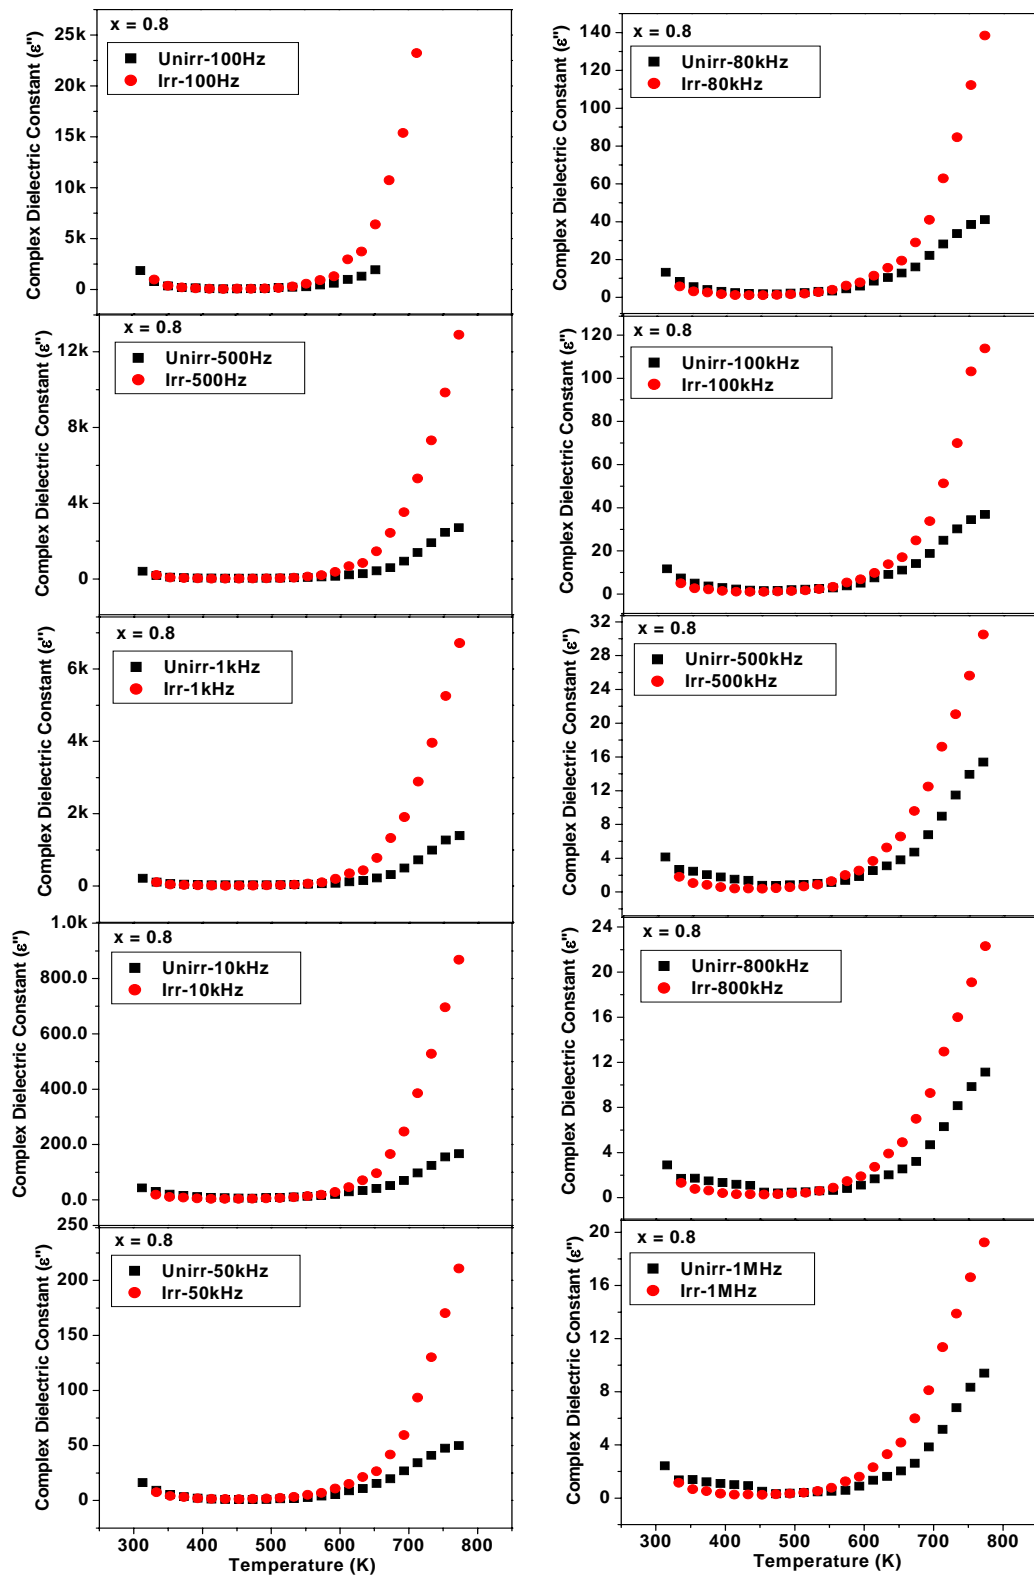 x = 0.8
Unirr-100Hz
Irr-100Hz
Complex Dielectric Constant (ε'')
25k
20k
15k
10k
5k
0
x = 0.8
Unirr-500Hz
Irr-500Hz
Complex Dielectric Constant (ε'')
12k
8k
4k
0
x = 0.8
Unirr-1kHz
Irr-1kHz
Complex Dielectric Constant (ε'')
6k
4k
2k
0
x = 0.8
Unirr-10kHz
Irr-10kHz
Complex Dielectric Constant (ε'')
1.0k
800.0
600.0
400.0
200.0
0.0
x = 0.8
Unirr-50kHz
Irr-50kHz
Complex Dielectric Constant (ε'')
250
200
150
100
50
0
300 400 500 600 700 800
Temperature (K)
x = 0.8
Unirr-80kHz
Irr-80kHz
Complex Dielectric Constant (ε'')
140
120
100
80
60
40
20
0
x = 0.8
Unirr-100kHz
Irr-100kHz
Complex Dielectric Constant (ε'')
120
100
80
60
40
20
0
x = 0.8
Unirr-500kHz
Irr-500kHz
Complex Dielectric Constant (ε'')
32
28
24
20
16
12
8
4
0
x = 0.8
Unirr-800kHz
Irr-800kHz
Complex Dielectric Constant (ε'')
24
20
16
12
8
4
0
x = 0.8
Unirr-1MHz
Irr-1MHz
Complex Dielectric Constant (ε'')
20
16
12
8
4
0
300 400 500 600 700 800
Temperature (K)